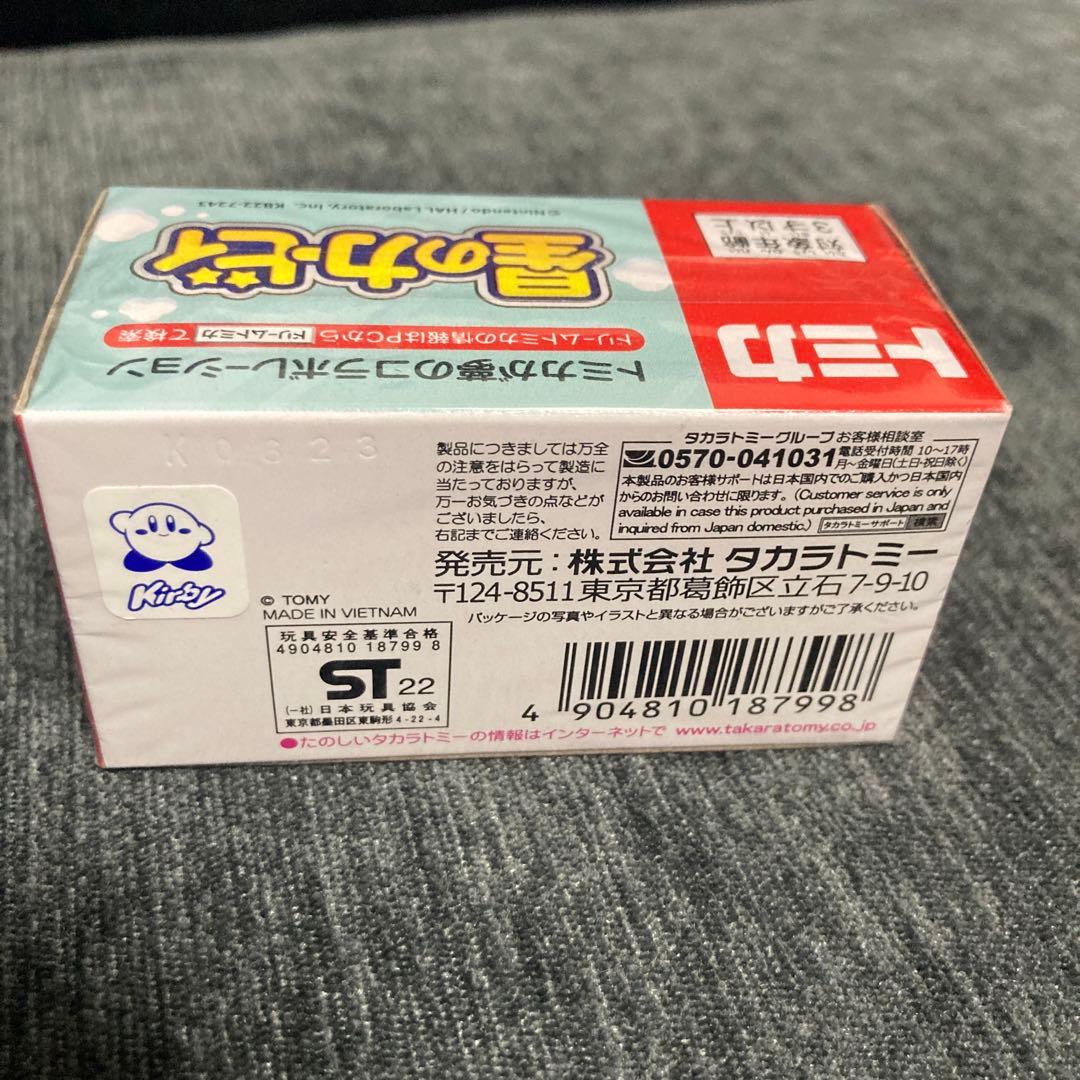 ©Nintendo / HAL Laboratory, Inc. KB22-7243
星のカービィ
ドリームトミカの情報はPCから ドリームトミカ で検索
トミカが夢のコラボレーション
対象年齢
3才以上
トミカ
K0623
製品につきましては万全
の注意をはらって製造に
当たっておりますが、
万一お気づきの点などが
ございましたら、
右記までご連絡ください。
タカラトミーグループ お客様相談室
0570-041031 電話受付時間 10〜17時
月〜金曜日(土日・祝日除く)
本製品のお客様サポートは日本国内でのご購入かつ日本国内
からのお問い合わせに限ります。(Customer service is only
available in case this product purchased in Japan and
inquired from Japan domestic.) タカラトミーサポート 検索
発売元：株式会社 タカラトミー
〒124-8511 東京都葛飾区立石7-9-10
パッケージの写真やイラストと異なる場合がございますがご了承ください。
Kirby
© TOMY
MADE IN VIETNAM
玩具安全基準合格
4904810 18799 8
ST 22
(一社)日本玩具協会
東京都墨田区東駒形4-22-4
4 904810 187998
●たのしいタカラトミーの情報はインターネットで www.takaratomy.co.jp